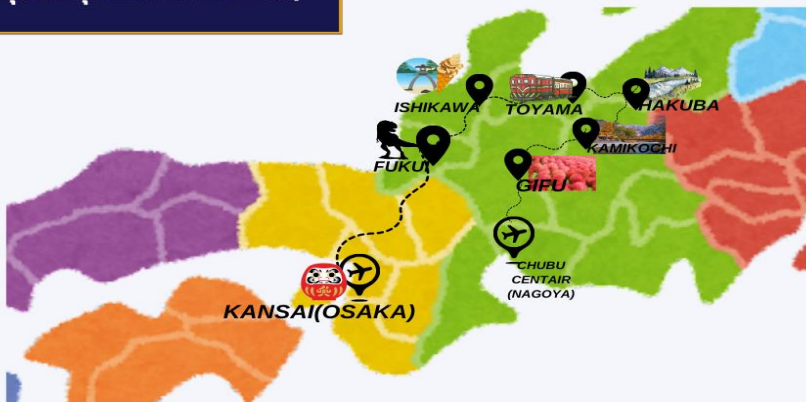 ISHIKAWA
TOYAMA
HAKUBA
KAMIKOCHI
FUKUI
GIFU
CHUBU
CENTAIR
(NAGOYA)
KANSAI(OSAKA)